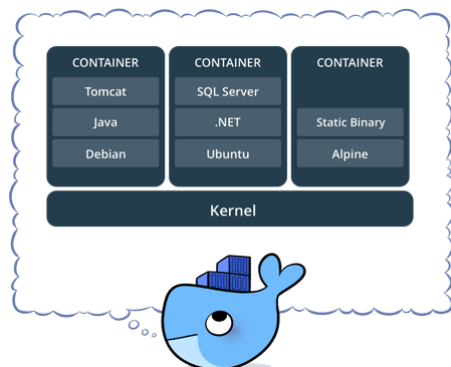 CONTAINER
Tomcat
Java
Debian
CONTAINER
SQL Server
.NET
Ubuntu
CONTAINER
Static Binary
Alpine
Kernel